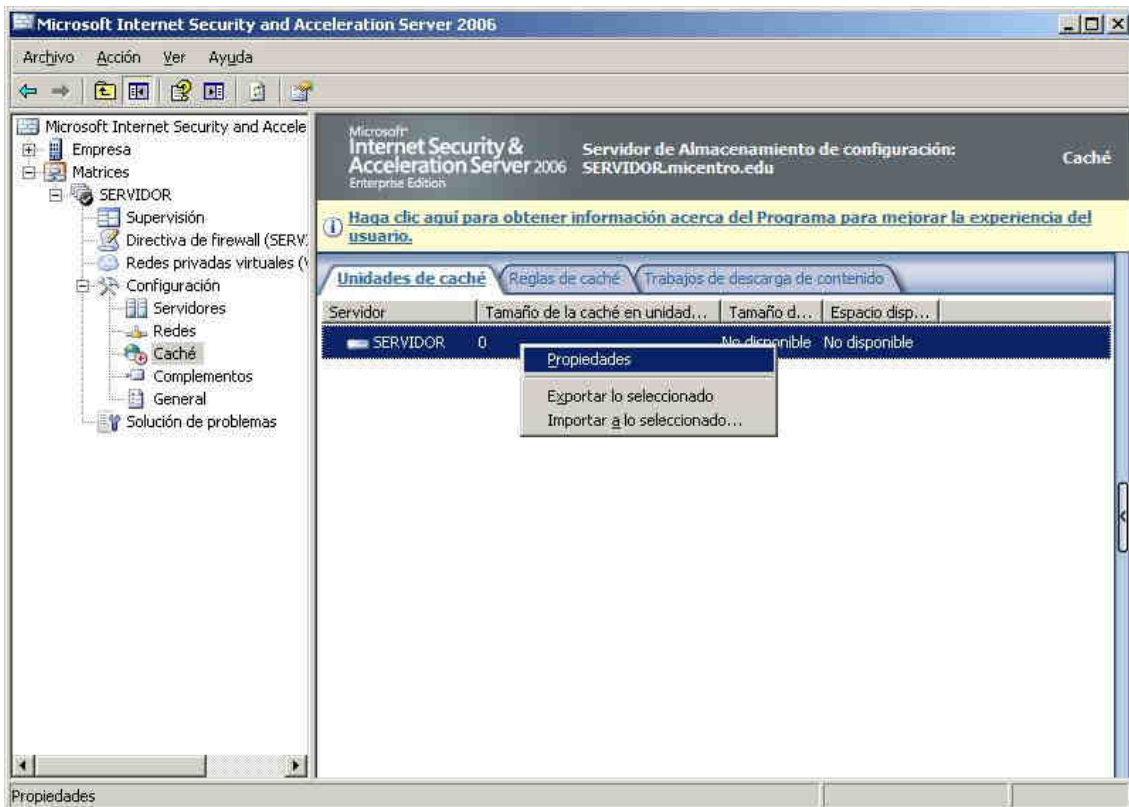 Microsoft Internet Security and Acceleration Server 2006
Archivo Acción Ver Ayuda
Microsoft Internet Security and Accele
Empresa
Matrices
SERVIDOR
Supervisión
Directiva de firewall (SERV
Redes privadas virtuales (
Configuración
Servidores
Redes
Caché
Complementos
General
Solución de problemas
Microsoft
Internet Security &
Acceleration Server 2006
Enterprise Edition
Servidor de Almacenamiento de configuración:
SERVIDOR.micentro.edu
Caché
Haga clic aquí para obtener información acerca del Programa para mejorar la experiencia del
usuario.
Unidades de caché Reglas de caché Trabajos de descarga de contenido
Servidor Tamaño de la caché en unidad... Tamaño d... Espacio disp...
SERVIDOR 0 No disponible No disponible
Propiedades
Exportar lo seleccionado
Importar a lo seleccionado...
Propiedades